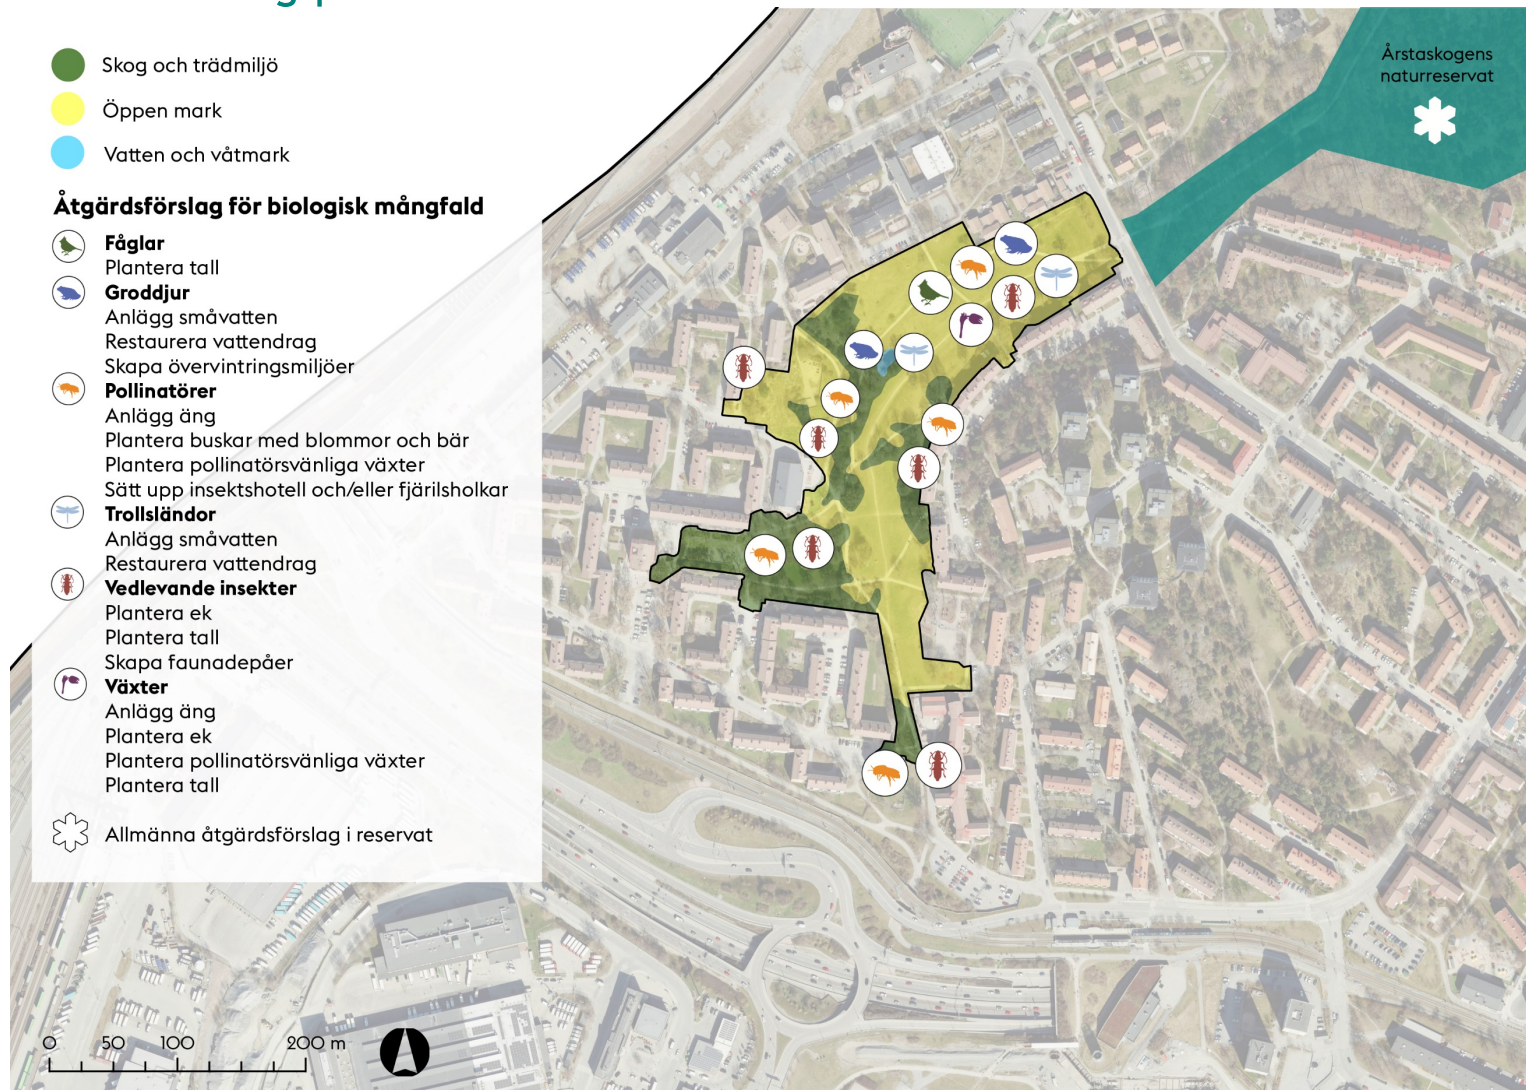 Skog och trädmiljö
Öppen mark
Vatten och våtmark
Åtgärdsförslag för biologisk mångfald
Fåglar
Plantera tall
Groddjur
Anlägg småvatten
Restaurera vattendrag
Skapa övervintringsmiljöer
Pollinatörer
Anlägg äng
Plantera buskar med blommor och bär
Plantera pollinatörsvänliga växter
Sätt upp insektshotell och/eller fjärilsholkar
Trollsländor
Anlägg småvatten
Restaurera vattendrag
Vedlevande insekter
Plantera ek
Plantera tall
Skapa faunadepåer
Växter
Anlägg äng
Plantera ek
Plantera pollinatörsvänliga växter
Plantera tall
Allmänna åtgärdsförslag i reservat
Årstaskogens
naturreservat
0 50 100 200 m